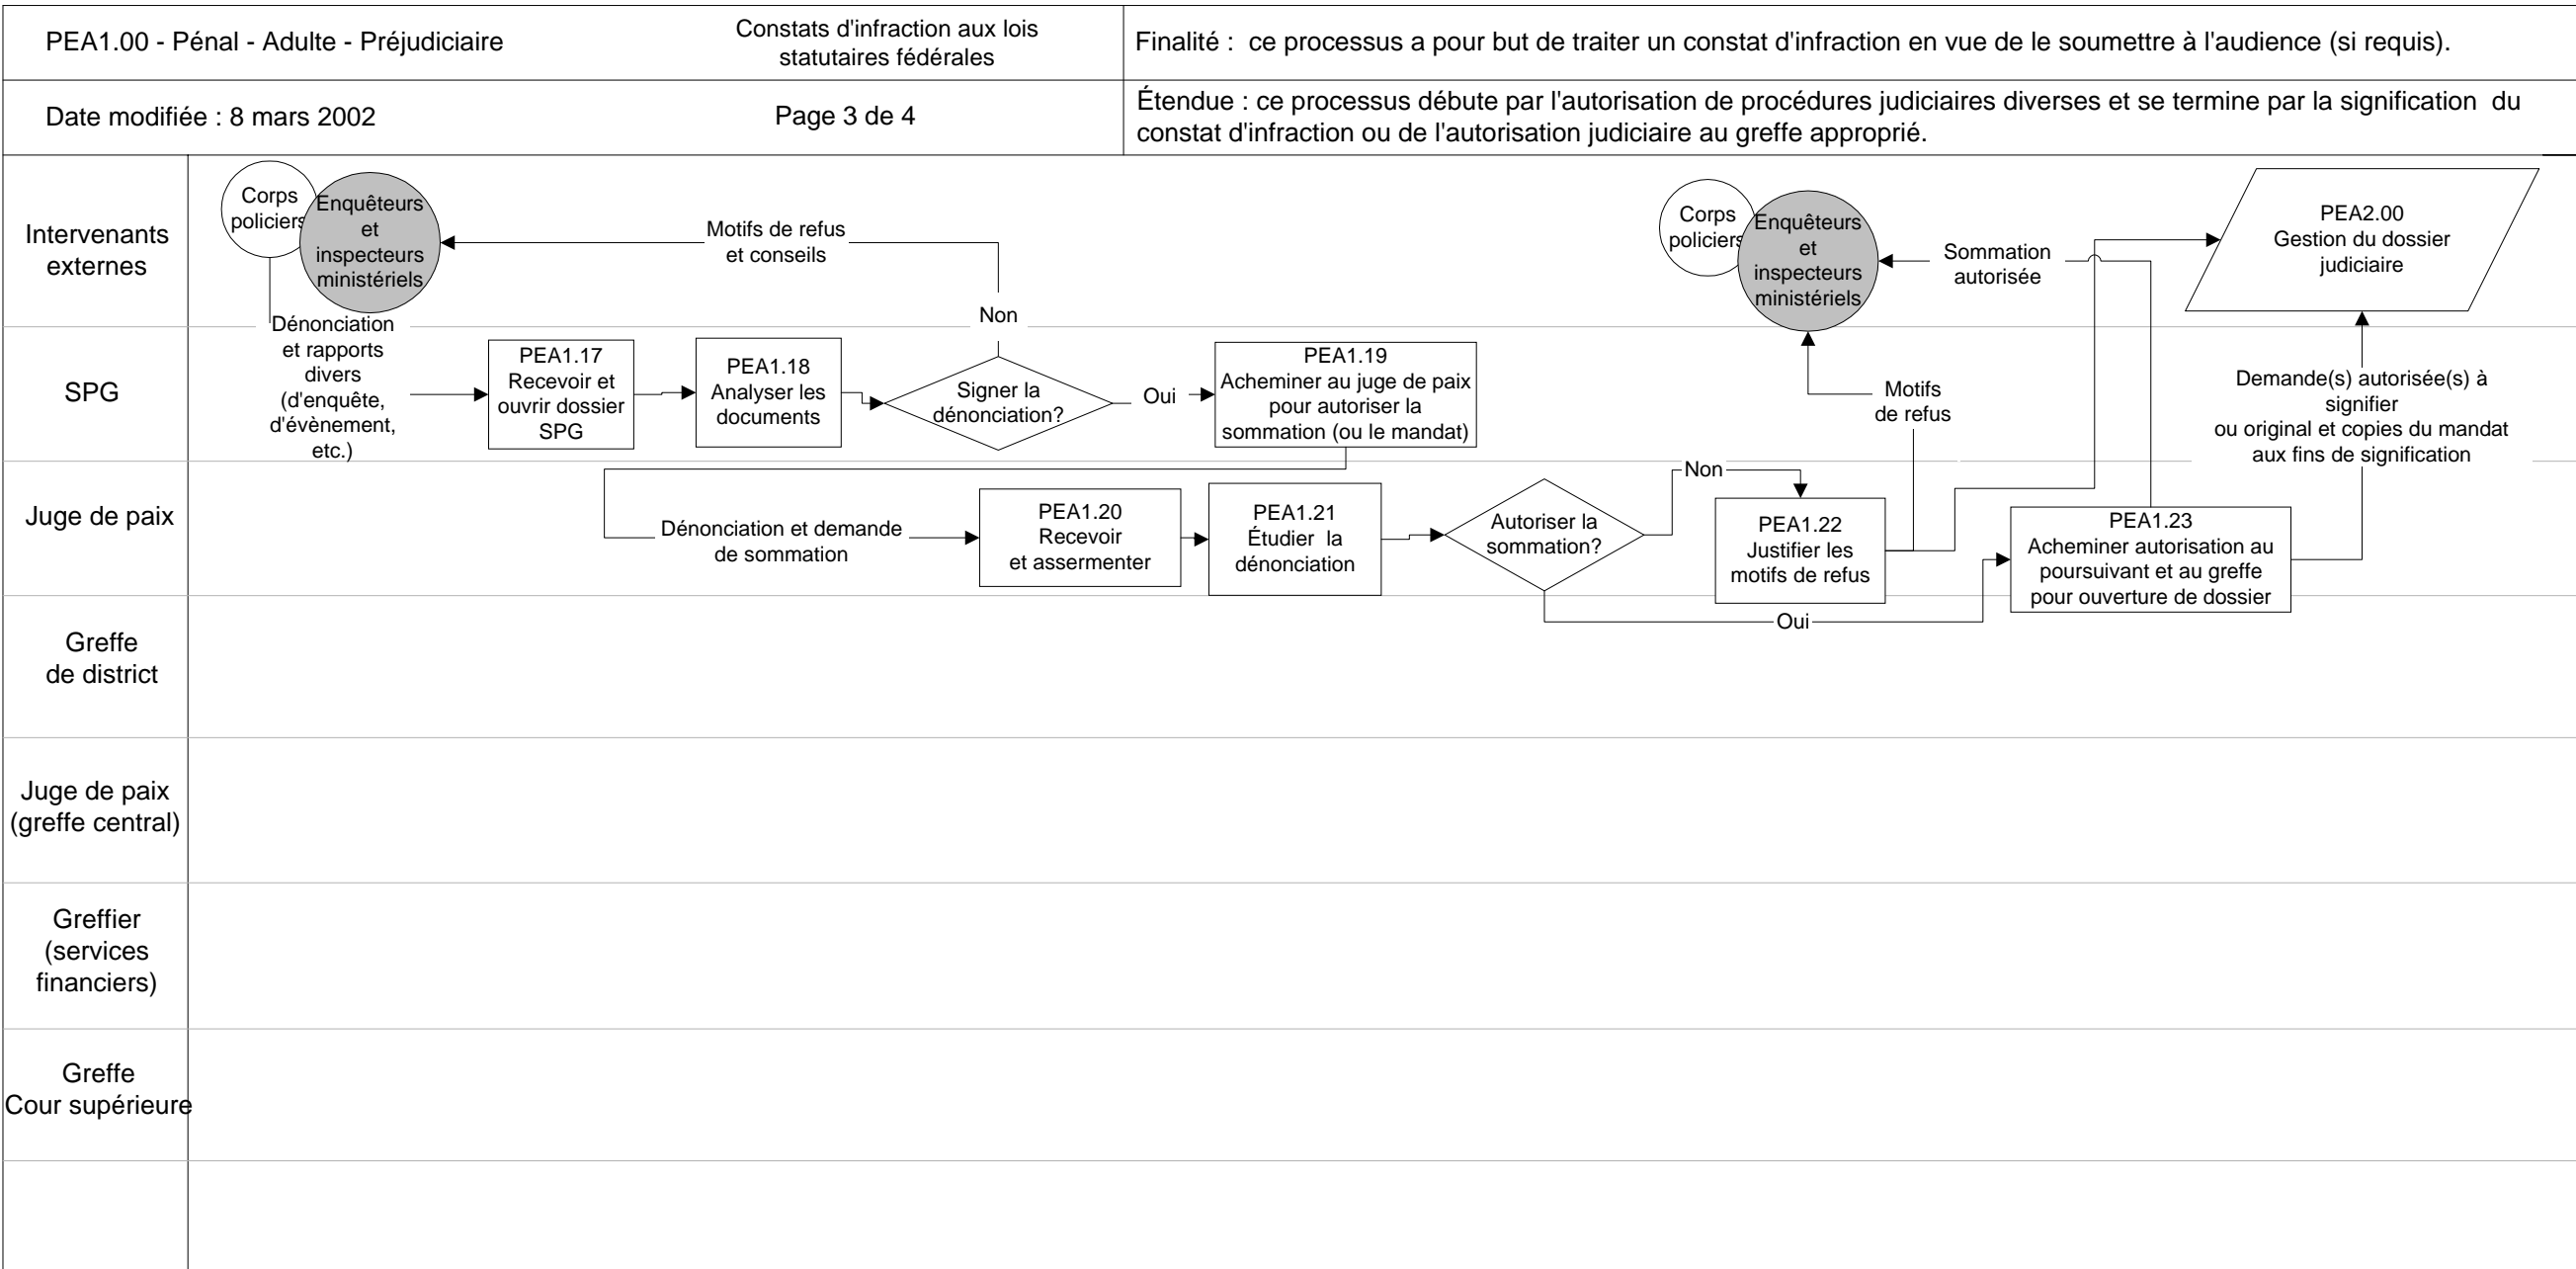 PEA1.00 - Pénal - Adulte - Préjudiciaire
Constats d'infraction aux lois
statutaires fédérales
Finalité : ce processus a pour but de traiter un constat d'infraction en vue de le soumettre à l'audience (si requis).
Date modifiée : 8 mars 2002
Page 3 de 4
Étendue : ce processus débute par l'autorisation de procédures judiciaires diverses et se termine par la signification du
constat d'infraction ou de l'autorisation judiciaire au greffe approprié.
Intervenants
externes
Corps
policiers
Enquêteurs
et
inspecteurs
ministériels
Motifs de refus
et conseils
Non
Corps
policiers
Enquêteurs
et
inspecteurs
ministériels
Sommation
autorisée
PEA2.00
Gestion du dossier
judiciaire
SPG
Dénonciation
et rapports
divers
(d'enquête,
d'évènement,
etc.)
PEA1.17
Recevoir et
ouvrir dossier
SPG
PEA1.18
Analyser les
documents
Signer la
dénonciation?
Oui
PEA1.19
Acheminer au juge de paix
pour autoriser la
sommation (ou le mandat)
Motifs
de refus
Demande(s) autorisée(s) à
signifier
ou original et copies du mandat
aux fins de signification
Juge de paix
Dénonciation et demande
de sommation
PEA1.20
Recevoir
et assermenter
PEA1.21
Étudier la
dénonciation
Autoriser la
sommation?
Non
PEA1.22
Justifier les
motifs de refus
PEA1.23
Acheminer autorisation au
poursuivant et au greffe
pour ouverture de dossier
Oui
Greffe
de district
Juge de paix
(greffe central)
Greffier
(services
financiers)
Greffe
Cour supérieure